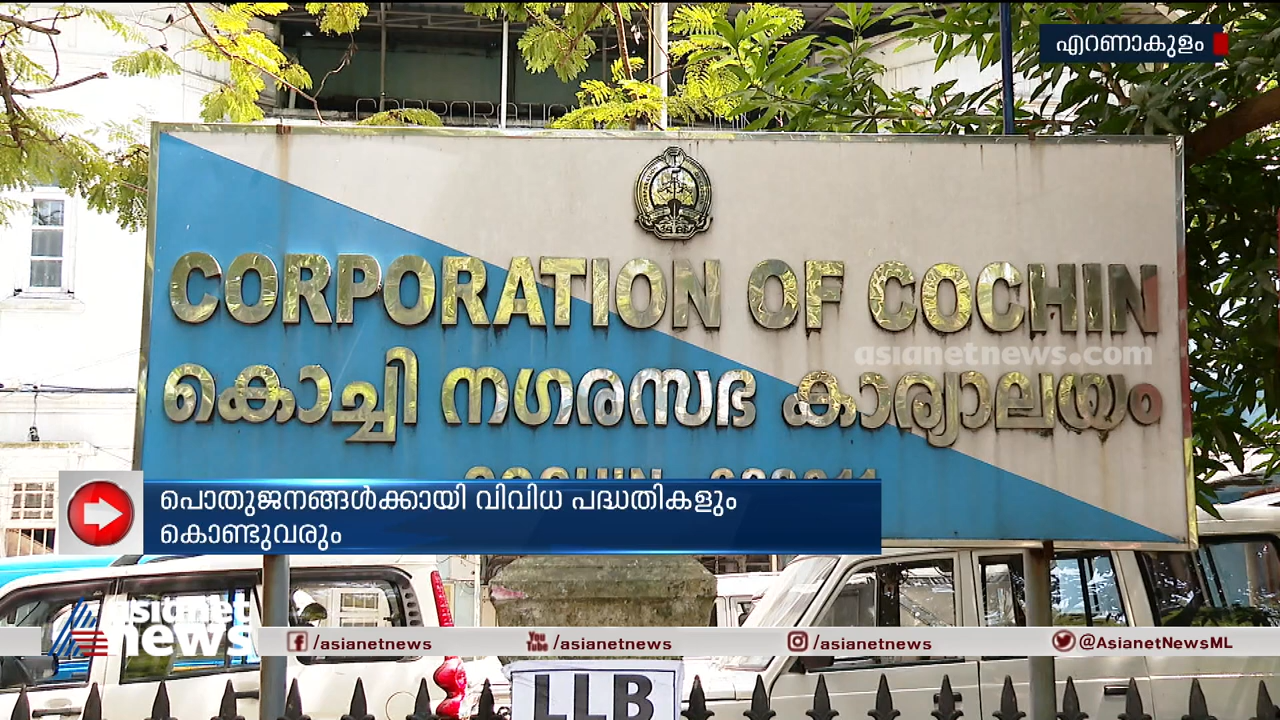 എറണാകുളം
CORPORATION OF COCHIN
asianetnews.com
കൊച്ചി നഗരസഭ കാര്യാലയം
പൊതുജനങ്ങൾക്കായി വിവിധ പദ്ധതികളും
കൊണ്ടുവരും
asianet
news
/asianetnews
/asianetnews
/asianetnews
@AsianetNewsML
LLB